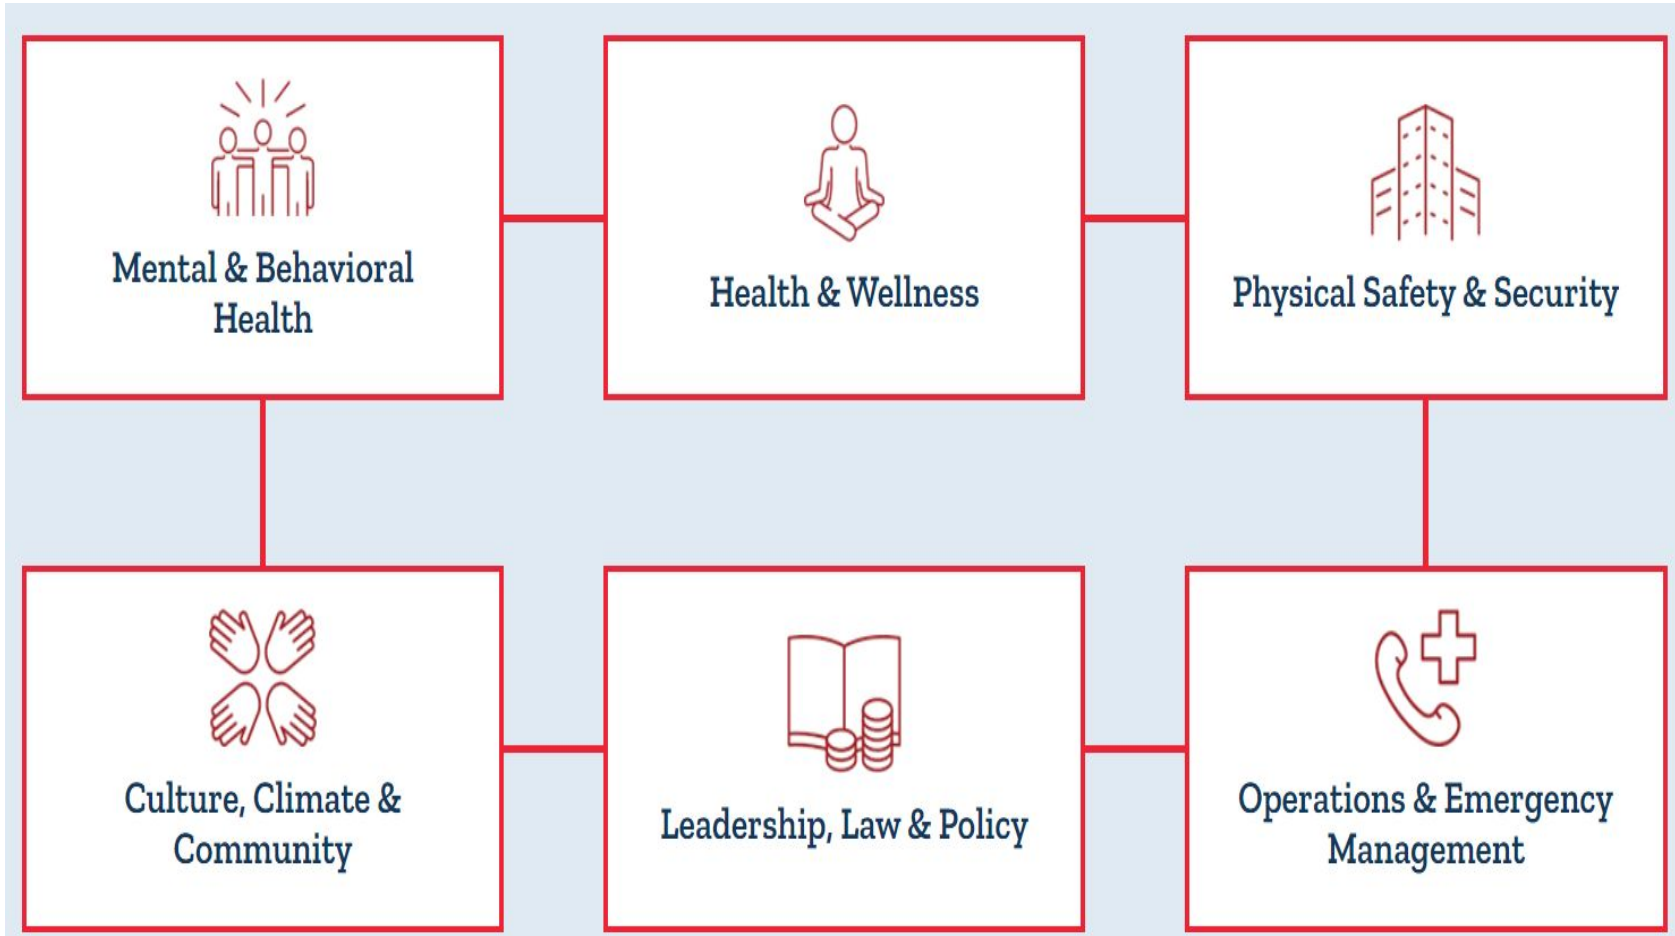 Mental & Behavioral
Health
Health & Wellness
Physical Safety & Security
Culture, Climate &
Community
Leadership, Law & Policy
Operations & Emergency
Management